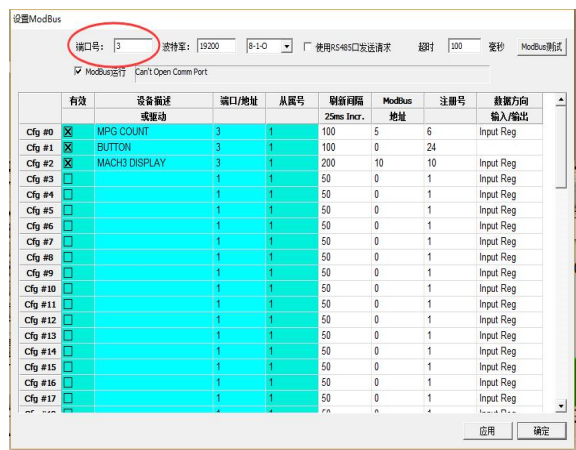 设置ModBus
端口号: 3 波特率: 19200 8-1-O 使用RS485口发送请求 超时 100 毫秒 ModBus测试
ModBus运行 Can't Open Comm Port
有效 设备描述 端口/地址 从属号 刷新间隔 ModBus 注册号 数据方向
或驱动 25ms Incr. 地址 输入/输出
Cfg #0 MPG COUNT 3 1 100 5 6 Input Reg
Cfg #1 BUTTON 3 1 100 0 24
Cfg #2 MACH3 DISPLAY 3 1 200 10 10 Input Reg
Cfg #3 1 1 50 0 1 Input Reg
Cfg #4 1 1 50 0 1 Input Reg
Cfg #5 1 1 50 0 1 Input Reg
Cfg #6 1 1 50 0 1 Input Reg
Cfg #7 1 1 50 0 1 Input Reg
Cfg #8 1 1 50 0 1 Input Reg
Cfg #9 1 1 50 0 1 Input Reg
Cfg #10 1 1 50 0 1 Input Reg
Cfg #11 1 1 50 0 1 Input Reg
Cfg #12 1 1 50 0 1 Input Reg
Cfg #13 1 1 50 0 1 Input Reg
Cfg #14 1 1 50 0 1 Input Reg
Cfg #15 1 1 50 0 1 Input Reg
Cfg #16 1 1 50 0 1 Input Reg
Cfg #17 1 1 50 0 1 Input Reg
应用 确定